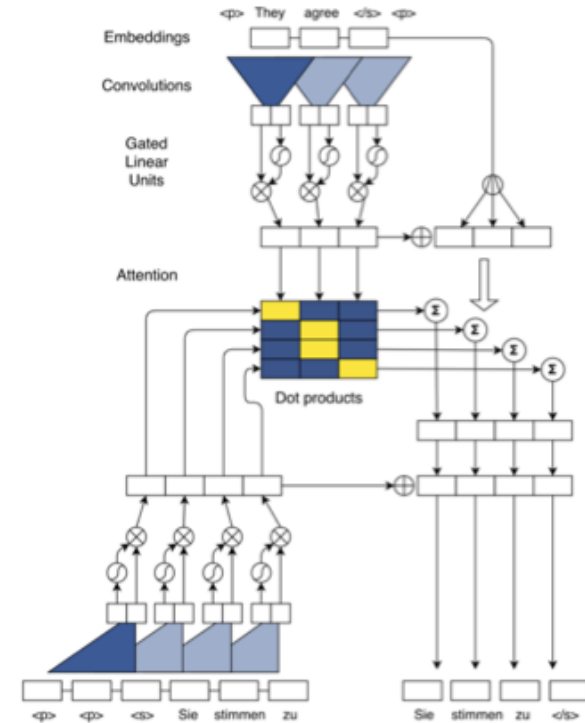 <p> They agree </s> <p>
Embeddings
Convolutions
Gated
Linear
Units
Attention
Σ
Σ
Σ
Σ
Dot products
<p> <p> <s> Sie stimmen zu
Sie stimmen zu </s>